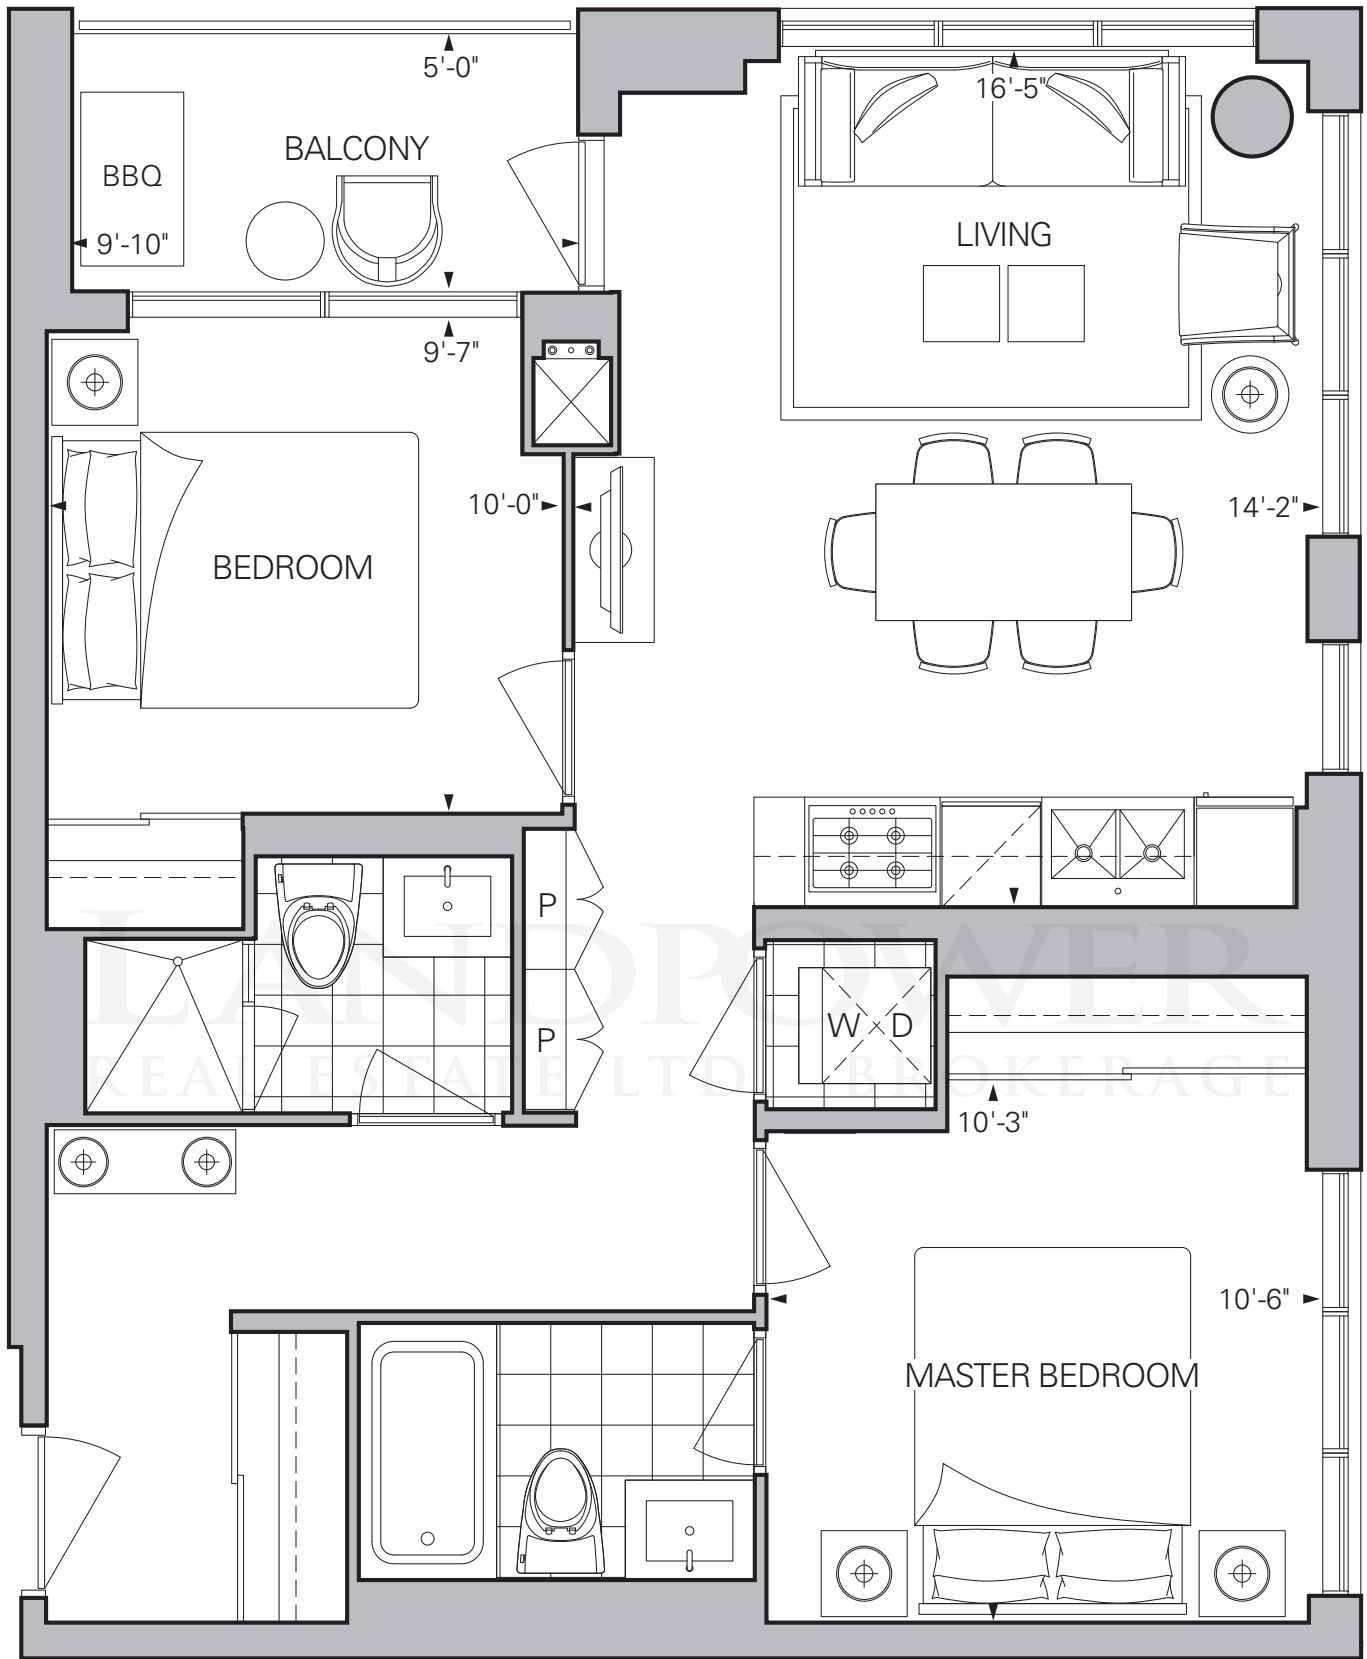 5'-0"
16'-5"
BALCONY
BBQ
LIVING
9'-10"
9'-7"
10'-0"
14'-2"
BEDROOM
P
LANDPOWER
W D
P
REAL ESTATE LTD. BROKERAGE
10'-3"
10'-6"
MASTER BEDROOM